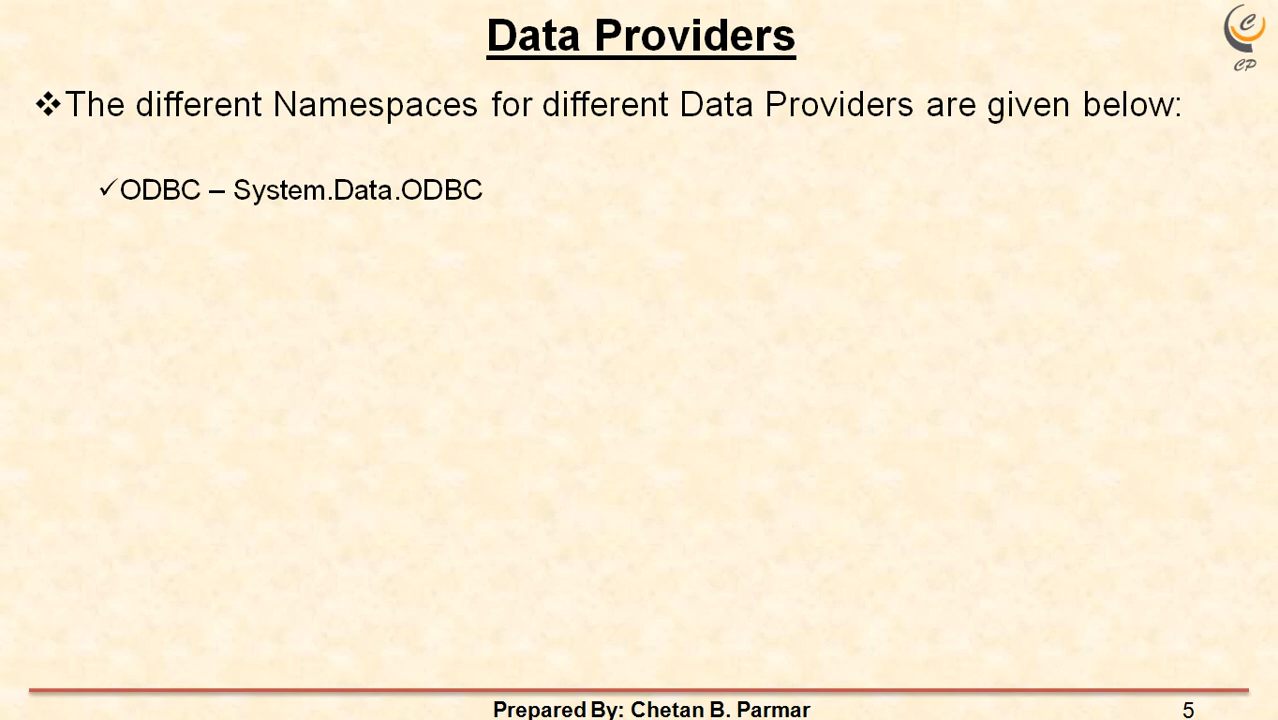 Data Providers
C
CP
❖The different Namespaces for different Data Providers are given below:
✓ODBC – System.Data.ODBC
Prepared By: Chetan B. Parmar
5